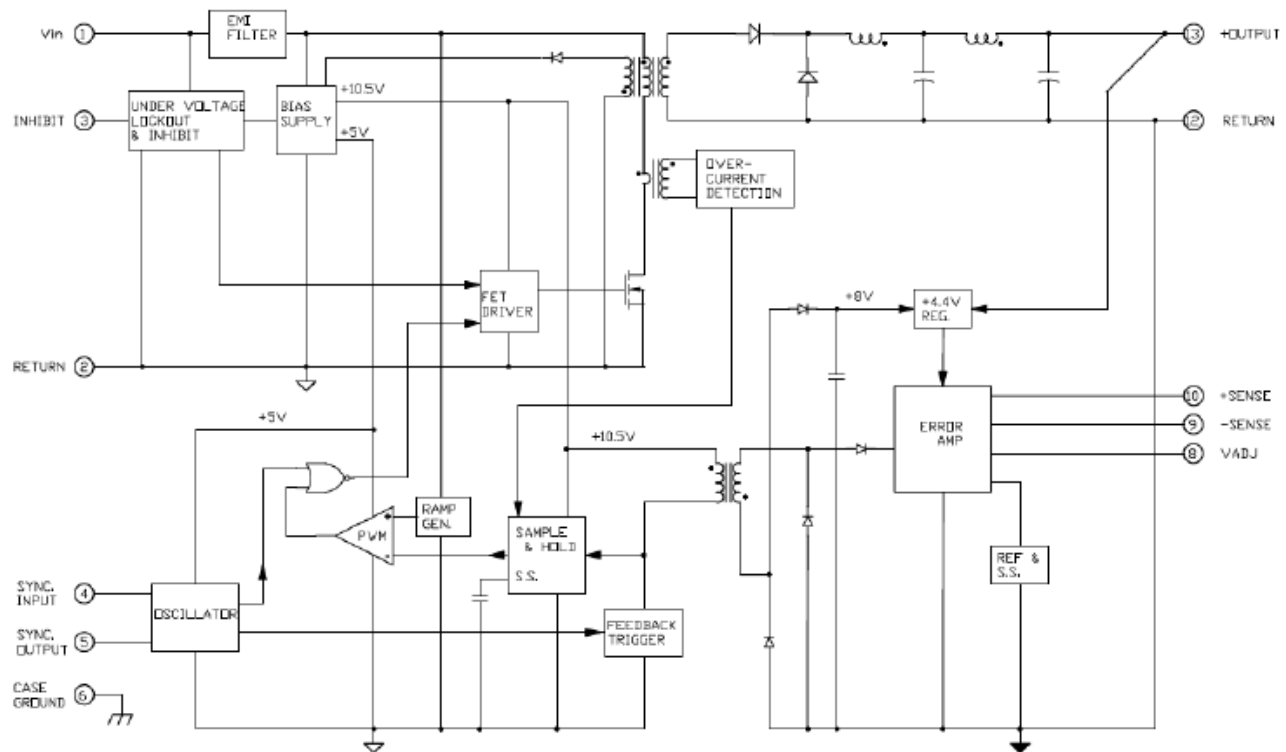 Vin
1
EMI
FILTER
13
+OUTPUT
+10.5V
INHIBIT
3
UNDER VOLTAGE
LOCKOUT
& INHIBIT
BIAS
SUPPLY
+5V
12
RETURN
OVER-
CURRENT
DETECTION
FET
DRIVER
+8V
+4.4V
REG.
RETURN
2
10
+SENSE
+5V
ERROR
AMP
9
-SENSE
+10.5V
8
VADJ
RAMP
GEN.
PWM
+
-
SAMPLE
& HOLD
S.S.
REF &
S.S.
SYNC.
INPUT
4
OSCILLATOR
SYNC.
OUTPUT
5
FEEDBACK
TRIGGER
CASE
GROUND
6